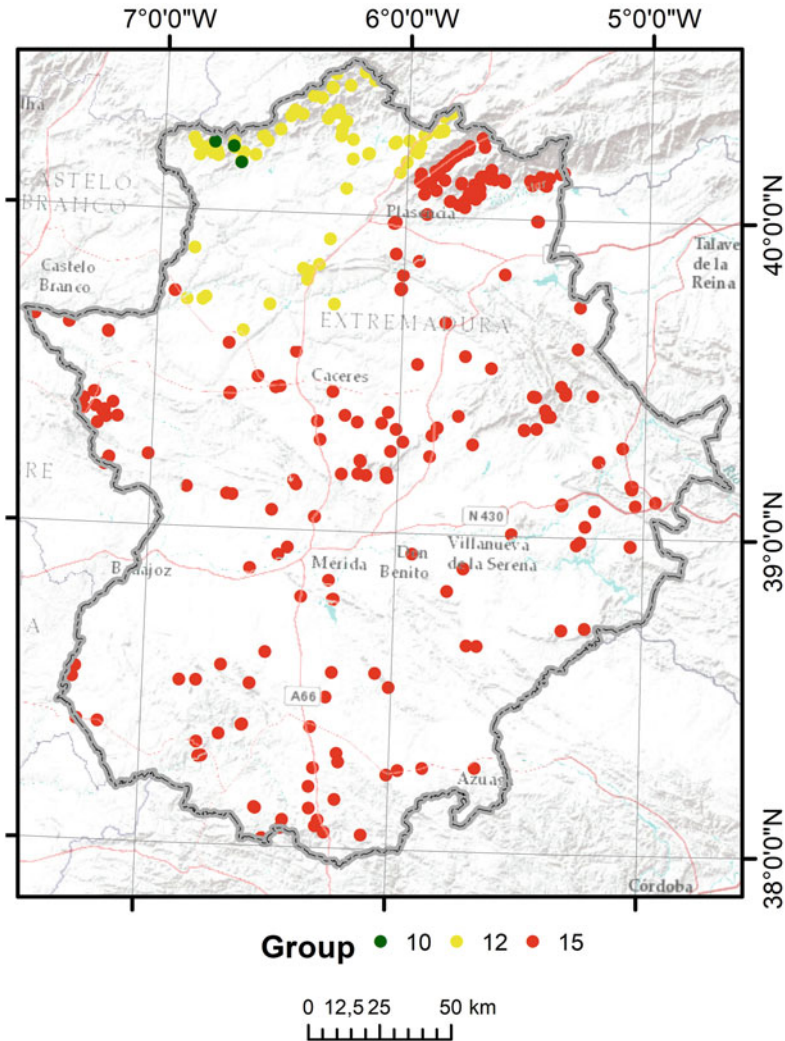 7°0'0"W 6°0'0"W 5°0'0"W
lha
CASTELO
BRANCO
Plasencia
40°0'0"N
Talave
de la
Reina
Castelo
Branco
EXTREMADURA
Caceres
RE
N 430
39°0'0"N
Badajoz
Mérida
Don
Benito
Villanueva
de la Serena
A
A66
Azuaga
38°0'0"N
Córdoba
Group 10 12 15
0 12,5 25 50 km